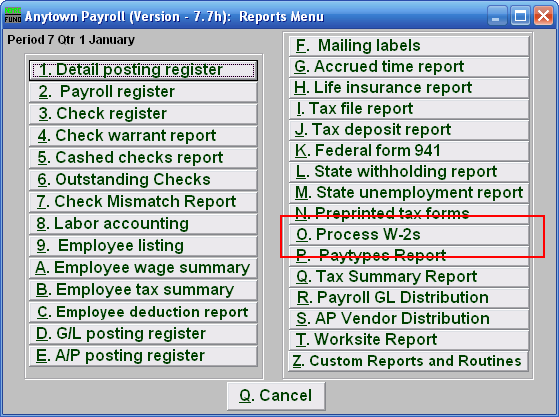 Anytown Payroll (Version - 7.7h): Reports Menu
Period 7 Qtr 1 January
1. Detail posting register
2. Payroll register
3. Check register
4. Check warrant report
5. Cashed checks report
6. Outstanding Checks
7. Check Mismatch Report
8. Labor accounting
9. Employee listing
A. Employee wage summary
B. Employee tax summary
C. Employee deduction report
D. G/L posting register
E. A/P posting register
F. Mailing labels
G. Accrued time report
H. Life insurance report
I. Tax file report
J. Tax deposit report
K. Federal form 941
L. State withholding report
M. State unemployment report
N. Preprinted tax forms
O. Process W-2s
P. Paytypes Report
Q. Tax Summary Report
R. Payroll GL Distribution
S. AP Vendor Distribution
T. Worksite Report
Z. Custom Reports and Routines
Q. Cancel